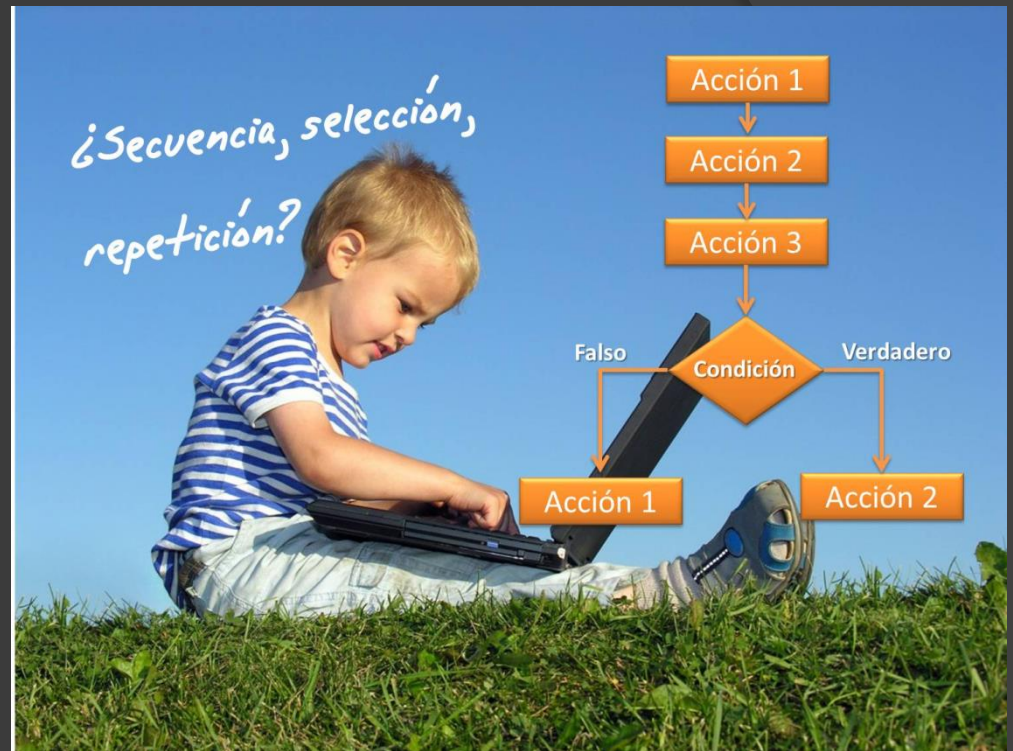 ¿Secuencia, selección,
repetición?
Acción 1
Acción 2
Acción 3
Condición
Falso
Verdadero
Acción 1
Acción 2